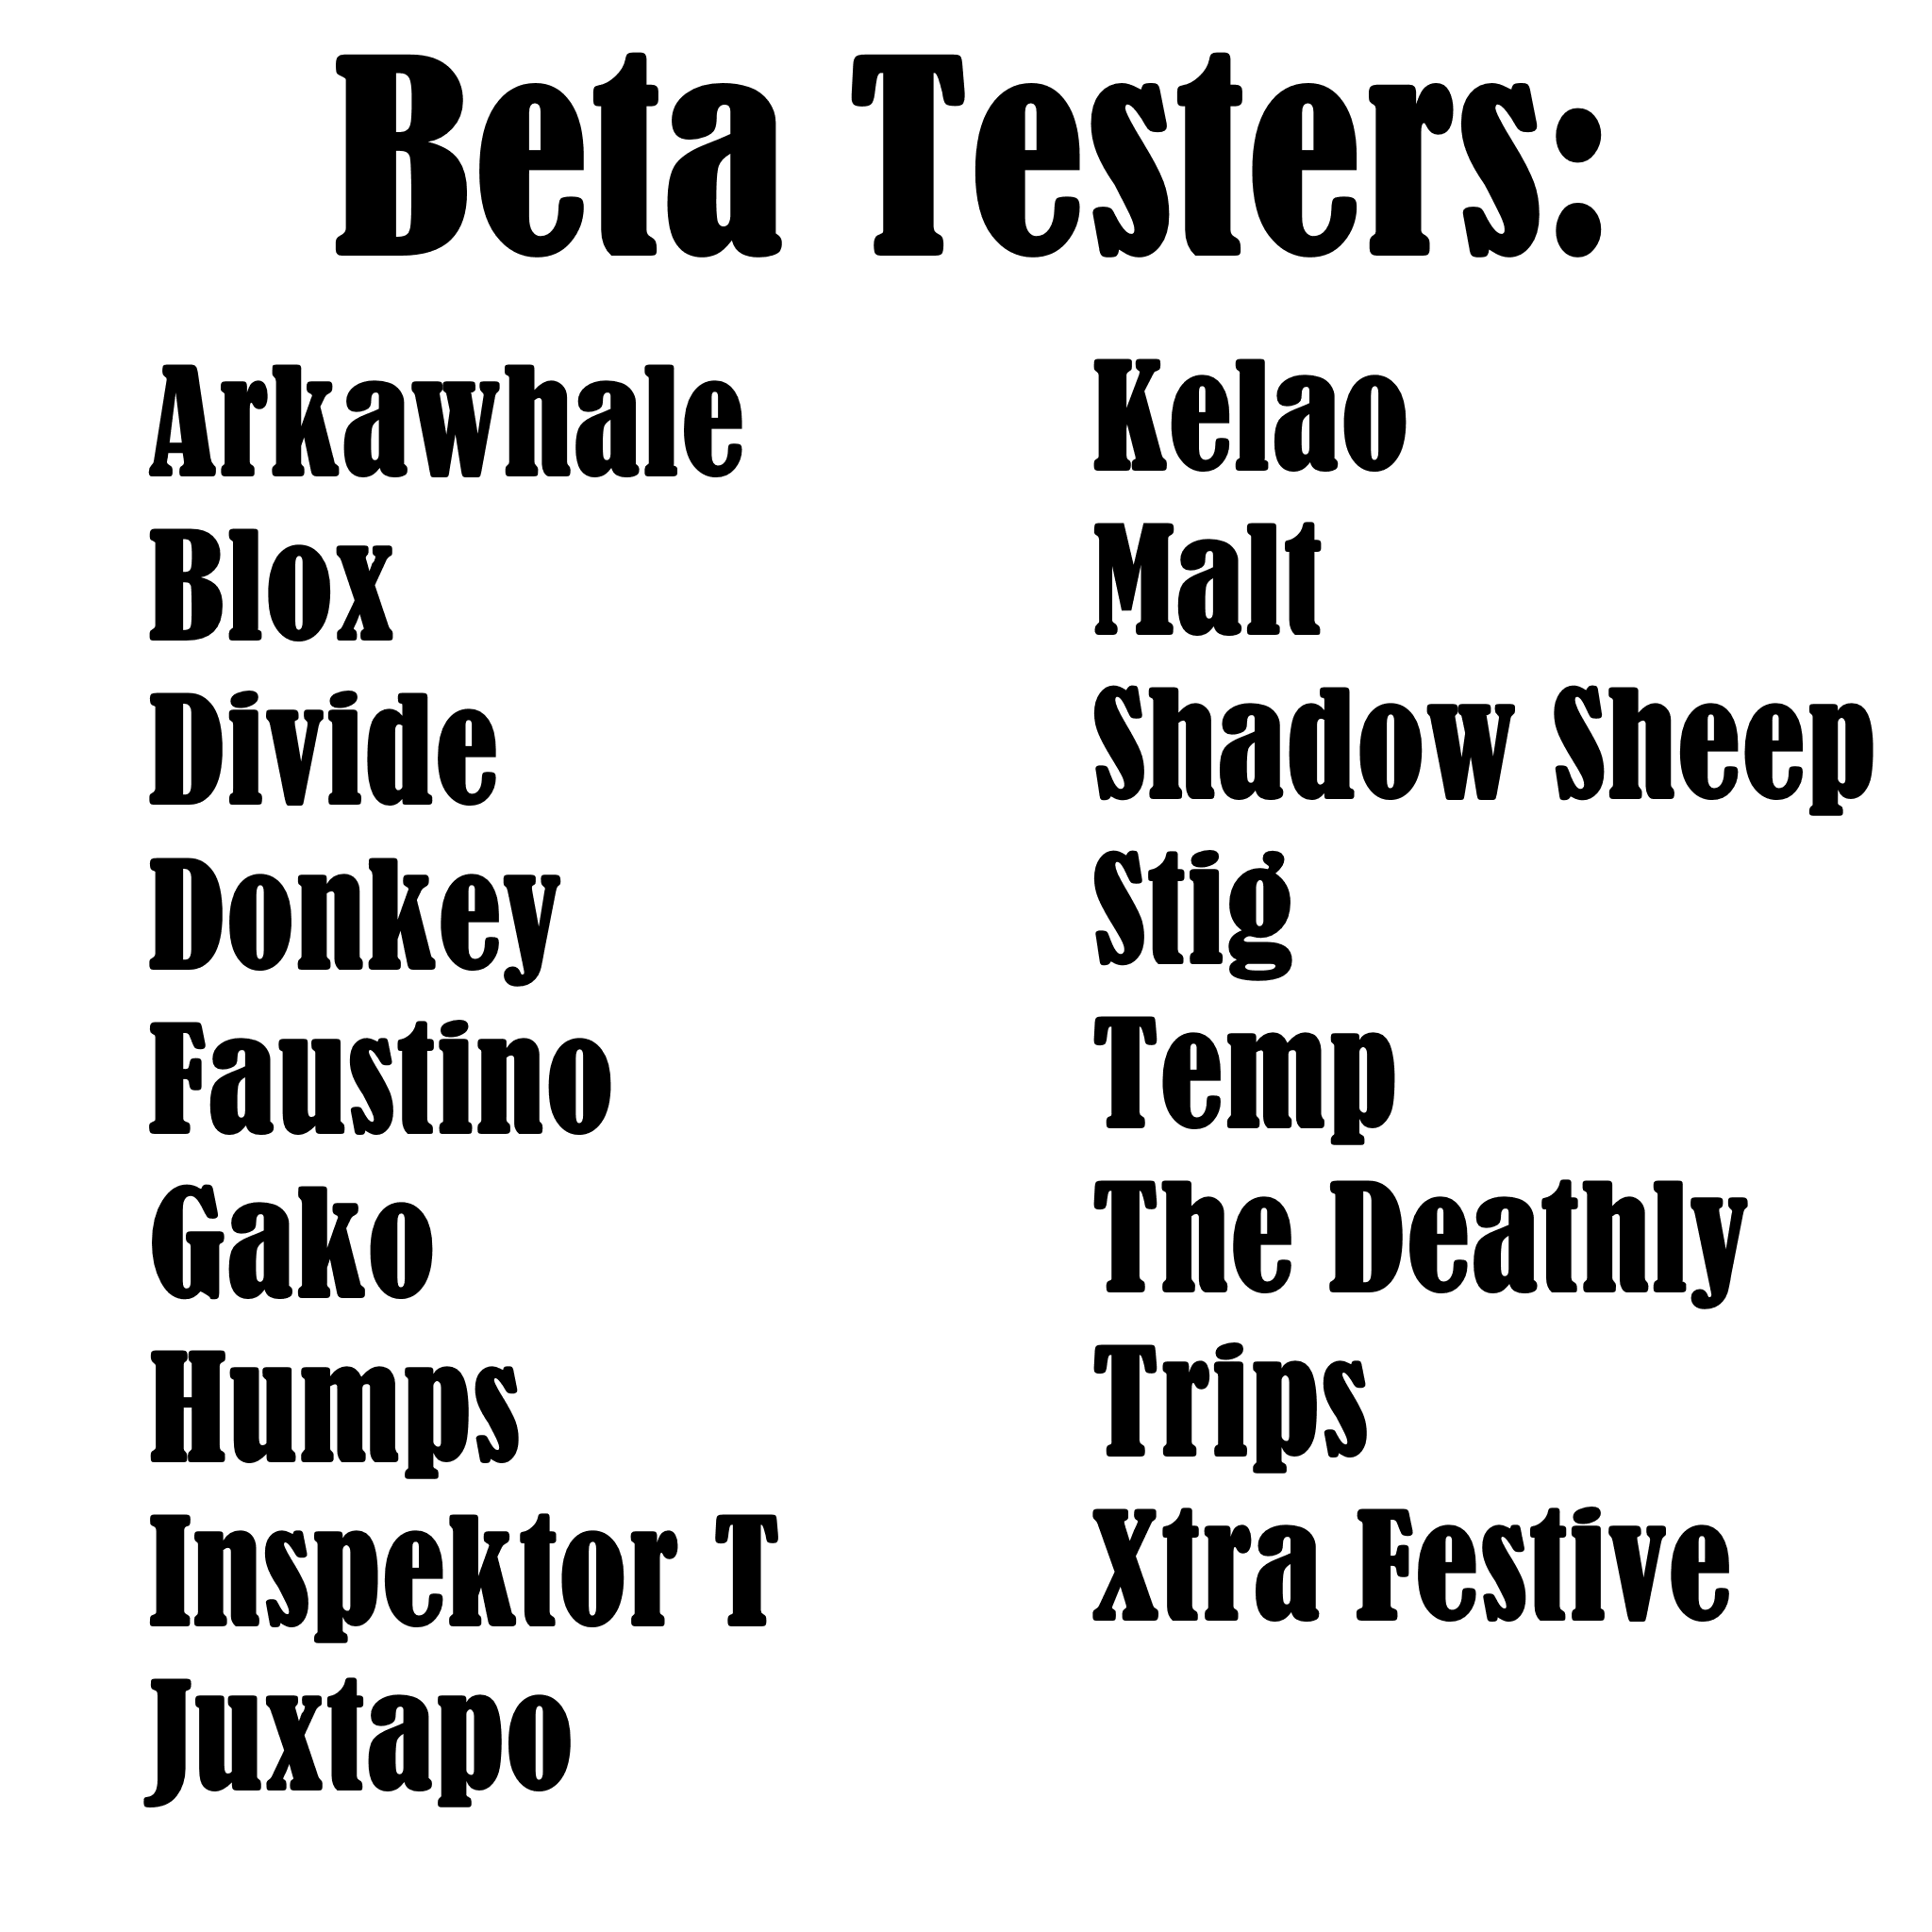 Beta Testers:
Arkawhale
Blox
Divide
Donkey
Faustino
Gako
Humps
Inspektor T
Juxtapo
Kelao
Malt
Shadow Sheep
Stig
Temp
The Deathly
Trips
Xtra Festive